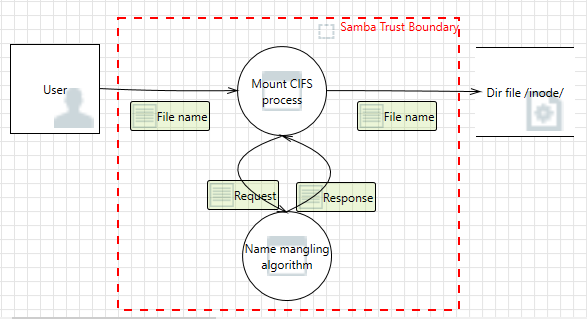 Samba Trust Boundary
User
Mount CIFS
process
Dir file /inode/
File name
File name
Request
Response
Name mangling
algorithm